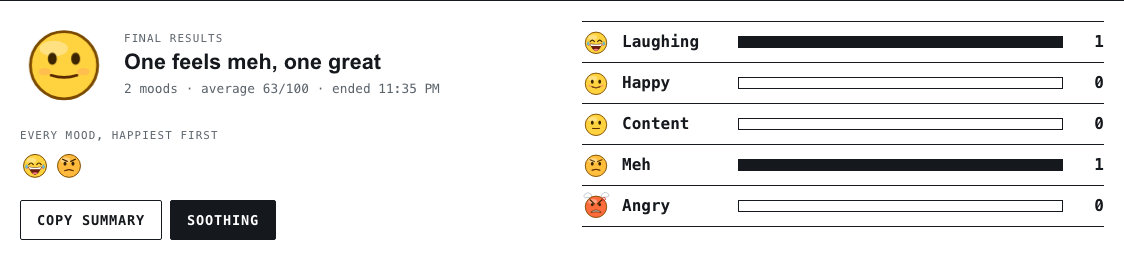 FINAL RESULTS
One feels meh, one great
2 moods · average 63/100 · ended 11:35 PM
EVERY MOOD, HAPPIEST FIRST
COPY SUMMARY
SOOTHING
Laughing 1
Happy 0
Content 0
Meh 1
Angry 0